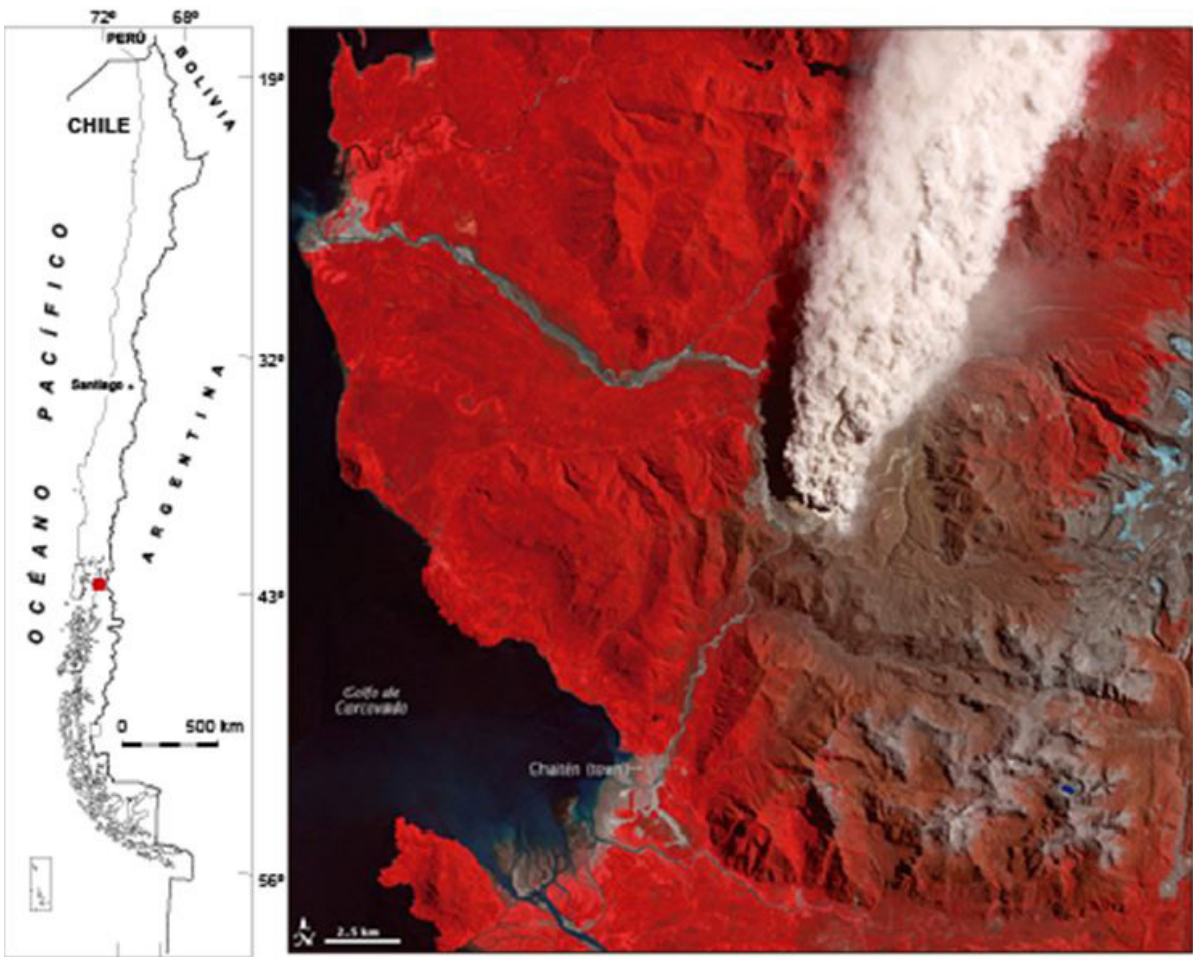 72º 68º
PERÚ
BOLIVIA
19º
CHILE
OCÉANO PACÍFICO
32º
Santiago
ARGENTINA
43º
0 500 km
56º
Golfo de
Corcovado
Chaitén (town)
N
2.5 km